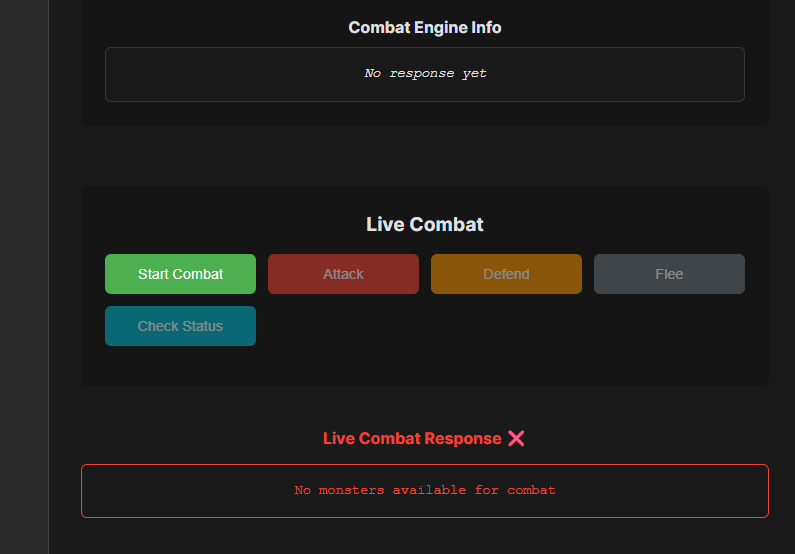 Combat Engine Info
No response yet
Live Combat
Start Combat
Attack
Defend
Flee
Check Status
Live Combat Response ❌
No monsters available for combat